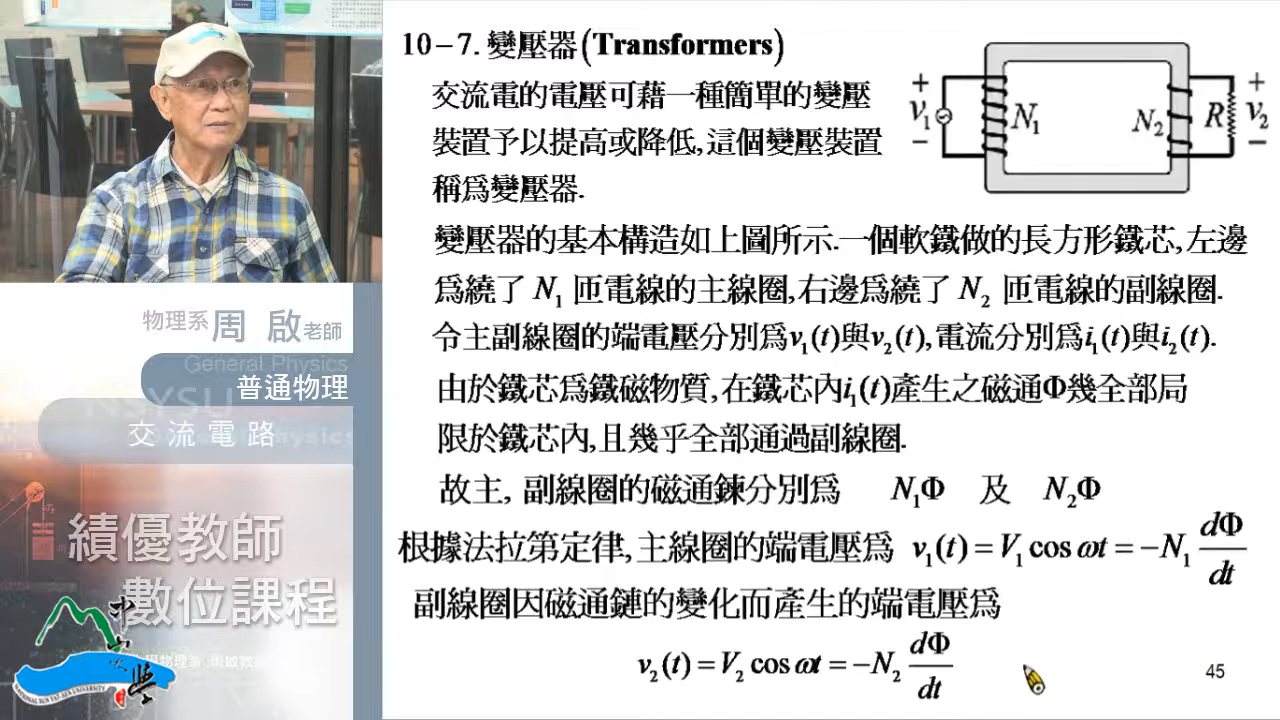 10-7. 變壓器(Transformers)
交流電的電壓可藉一種簡單的變壓
裝置予以提高或降低,這個變壓裝置
稱爲變壓器.
+ v₁ − N₁ N₂ R + v₂ −
變壓器的基本構造如上圖所示.一個軟鐵做的長方形鐵芯,左邊
爲繞了 N₁ 匝電線的主線圈,右邊爲繞了 N₂ 匝電線的副線圈.
令主副線圈的端電壓分別爲v₁(t)與v₂(t),電流分別爲i₁(t)與i₂(t).
由於鐵芯爲鐵磁物質,在鐵芯內i₁(t)產生之磁通Φ幾全部局
限於鐵芯內,且幾乎全部通過副線圈.
故主, 副線圈的磁通鍊分別爲 N₁Φ 及 N₂Φ
根據法拉第定律,主線圈的端電壓爲 v₁(t) = V₁ cos ωt = −N₁ dΦ/dt
副線圈因磁通鏈的變化而產生的端電壓爲
v₂(t) = V₂ cos ωt = −N₂ dΦ/dt
45
物理系 周 啟 老師
General Physics
普通物理
NSYSU
交流電路
績優教師
數位課程
NATIONAL SUN YAT-SEN UNIVERSITY